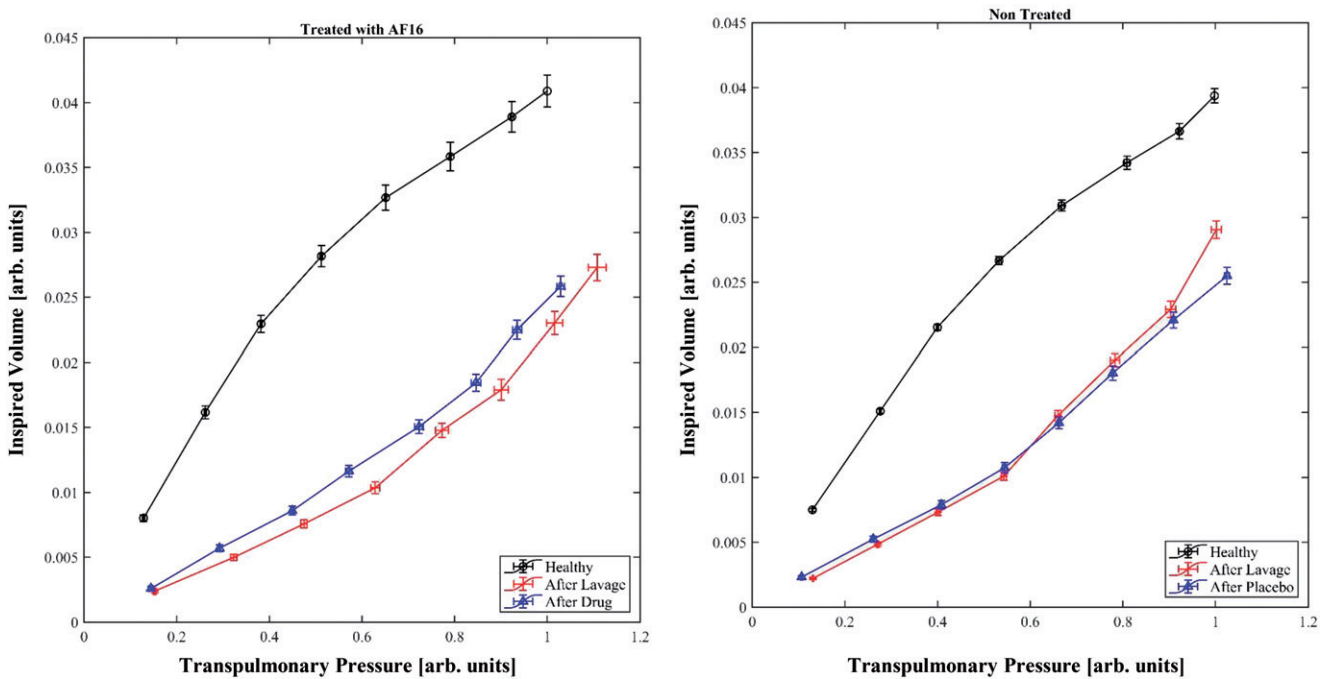 Treated with AF16
0.045
0.04
0.035
0.03
0.025
0.02
0.015
0.01
0.005
0
0
0.2
0.4
0.6
0.8
1
1.2
Inspired Volume [arb. units]
Transpulmonary Pressure [arb. units]
Healthy
After Lavage
After Drug
Non Treated
0.045
0.04
0.035
0.03
0.025
0.02
0.015
0.01
0.005
0
0
0.2
0.4
0.6
0.8
1
1.2
Inspired Volume [arb. units]
Transpulmonary Pressure [arb. units]
Healthy
After Lavage
After Placebo